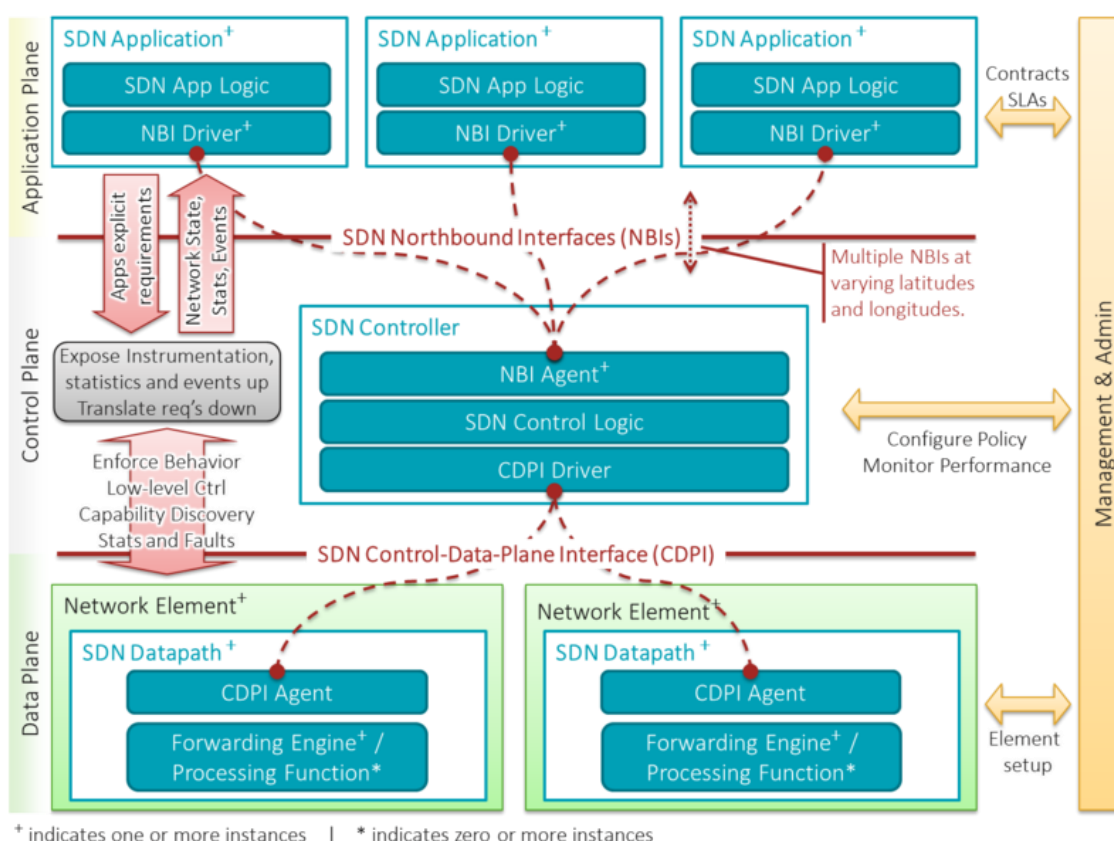 Application Plane
SDN Application+
SDN App Logic
NBI Driver+
SDN Application+
SDN App Logic
NBI Driver+
SDN Application+
SDN App Logic
NBI Driver+
Contracts
SLAs
Apps explicit
requirements
Network State,
Stats, Events
SDN Northbound Interfaces (NBIs)
Multiple NBIs at
varying latitudes
and longitudes.
Control Plane
Expose Instrumentation,
statistics and events up
Translate req's down
SDN Controller
NBI Agent+
SDN Control Logic
CDPI Driver
Configure Policy
Monitor Performance
Management & Admin
Enforce Behavior
Low-level Ctrl
Capability Discovery
Stats and Faults
SDN Control-Data-Plane Interface (CDPI)
Data Plane
Network Element+
SDN Datapath+
CDPI Agent
Forwarding Engine+ /
Processing Function*
Network Element+
SDN Datapath+
CDPI Agent
Forwarding Engine+ /
Processing Function*
Element
setup
+ indicates one or more instances | * indicates zero or more instances